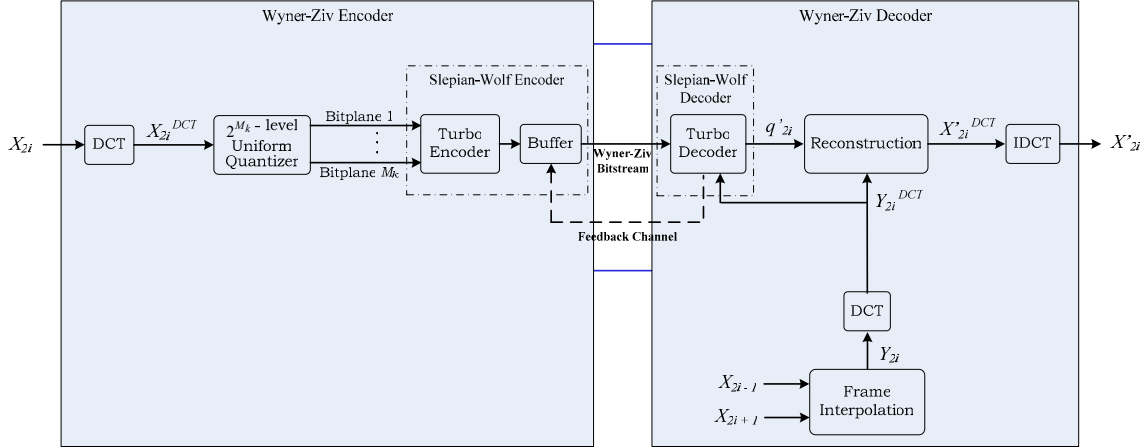 Wyner-Ziv Encoder
Wyner-Ziv Decoder
Slepian-Wolf Encoder
Slepian-Wolf
Decoder
X2i
DCT
X2i DCT
2^Mk - level
Uniform
Quantizer
Bitplane 1
Bitplane Mk
Turbo
Encoder
Buffer
Wyner-Ziv
Bitstream
Turbo
Decoder
q'2i
Reconstruction
X'2i DCT
IDCT
X'2i
Y2i DCT
Feedback Channel
DCT
Y2i
X2i-1
X2i+1
Frame
Interpolation